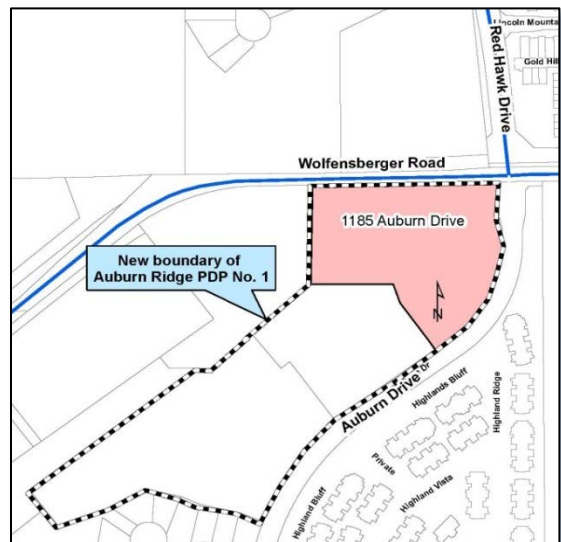 Lincoln Mounta
Red Hawk Drive
Gold Hil
Wolfensberger Road
1185 Auburn Drive
New boundary of
Auburn Ridge PDP No. 1
N
Auburn Drive
Dr
Highlands Bluff
Highland Ridge
Private
Highland Vista
Highland Bluff